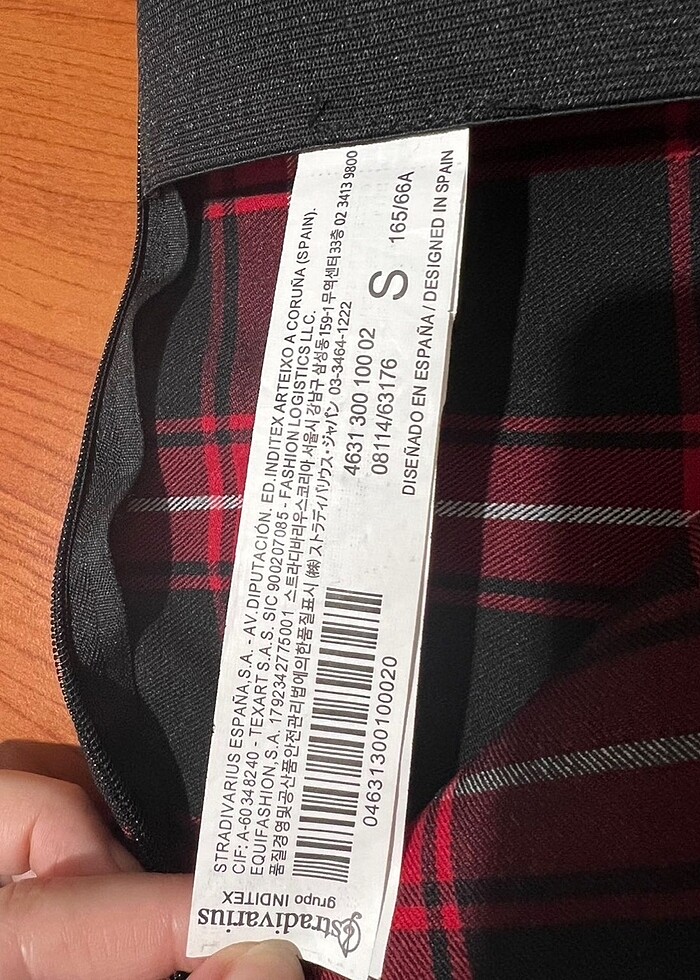 stradivarius
grupo INDITEX
STRADIVARIUS ESPAÑA, S.A. - AV.DIPUTACIÓN. ED.INDITEX ARTEIXO A CORUÑA (SPAIN).
CIF: A-60348240 - TEXART S.A.S. SIC 900207085 - FASHION LOGISTICS LLC.
EQUIFASHION, S.A. 1792342775001 스트라디바리우스코리아 서울시 강남구 삼성동 159-1 무역센터 33층 02 3413 9800
품질경영및공산품안전관리법에의한품질표시 (株) ストラディバリウス・ジャパン 03-3464-1222
4631 300 100 02
08114/63176
S 165/66A
DISEÑADO EN ESPAÑA / DESIGNED IN SPAIN
04631300100020